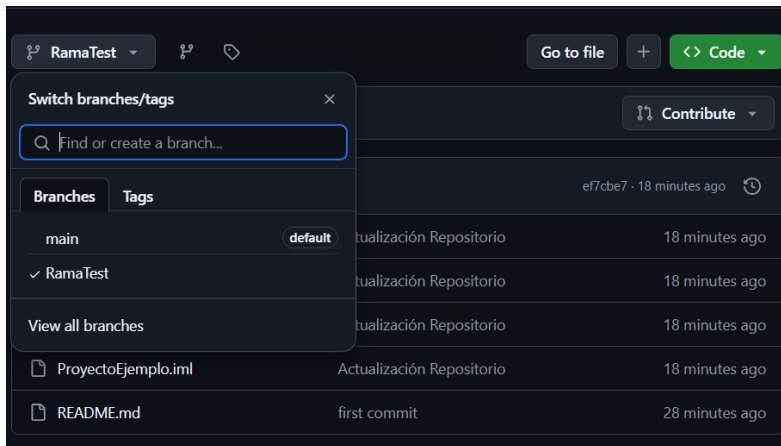 RamaTest
Go to file
Code
Switch branches/tags
Find or create a branch...
Contribute
Branches
Tags
ef7cbe7 · 18 minutes ago
main
default
tualización Repositorio
18 minutes ago
RamaTest
tualización Repositorio
18 minutes ago
View all branches
tualización Repositorio
18 minutes ago
ProyectoEjemplo.iml
Actualización Repositorio
18 minutes ago
README.md
first commit
28 minutes ago